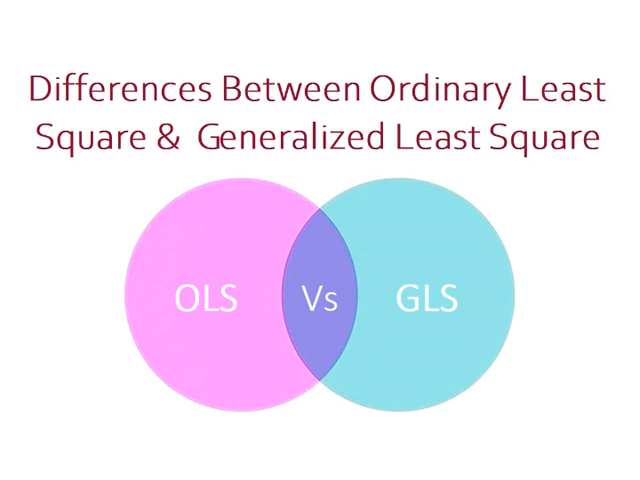 Differences Between Ordinary Least
Square & Generalized Least Square
OLS Vs GLS